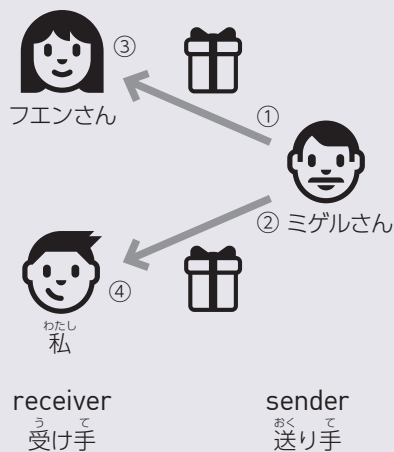 ③
フエンさん
①
② ミゲルさん
④
わたし
私
receiver
う て
受け手
sender
おく て
送り手